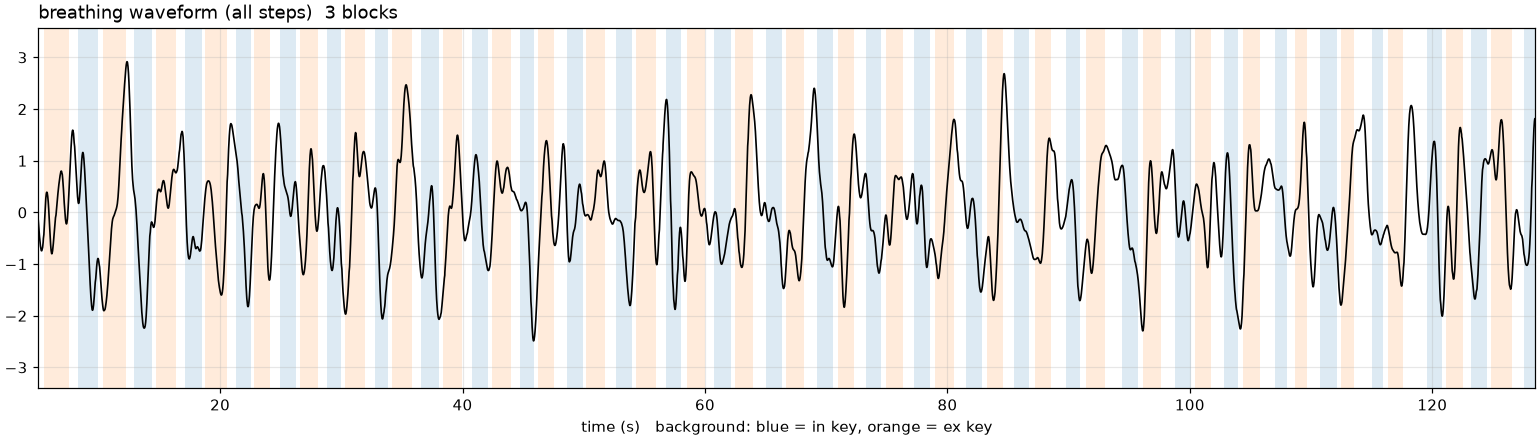 breathing waveform (all steps)  3 blocks
3
2
1
0
−1
−2
−3
20 40 60 80 100 120
time (s)   background: blue = in key, orange = ex key